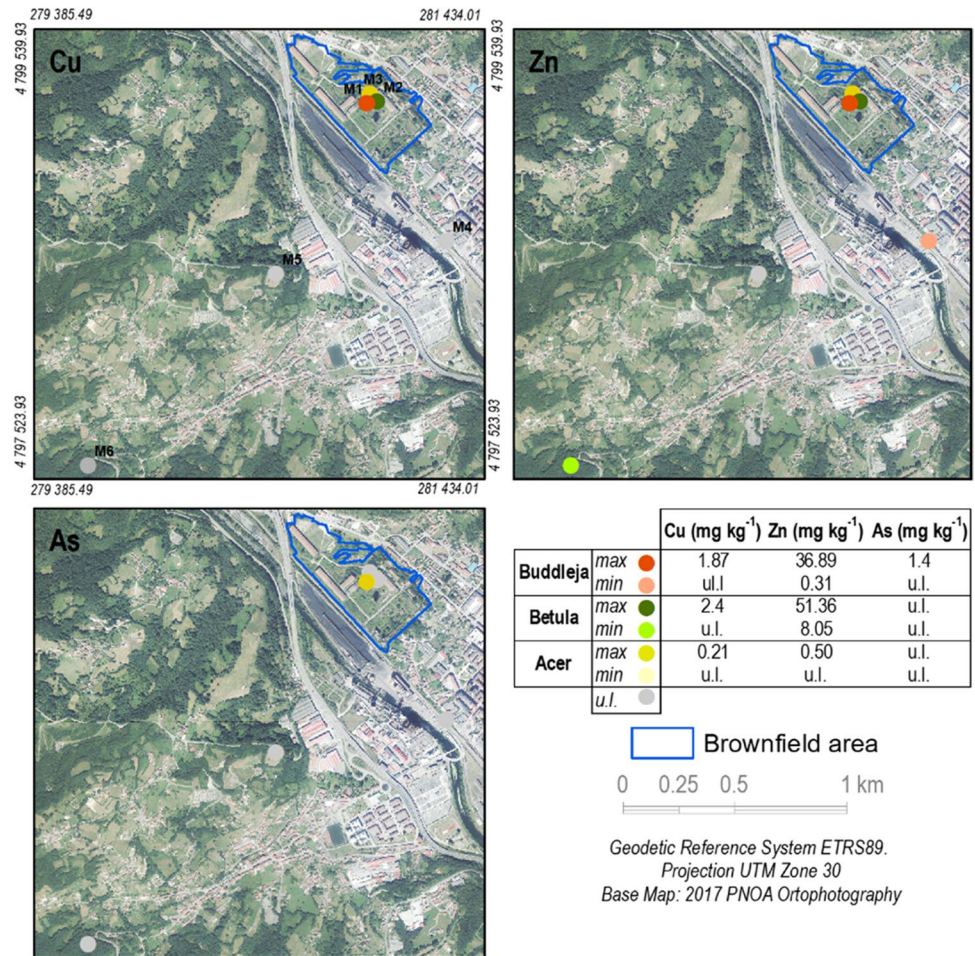 279 385.49
281 434.01
4 799 539.93
4 799 539.93
Cu
Zn
M3
M1
M2
M4
M5
4 797 523.93
4 797 523.93
M6
279 385.49
281 434.01
As
Cu (mg kg-1) Zn (mg kg-1) As (mg kg-1)
Buddleja max 1.87 36.89 1.4
min ul.l 0.31 u.l.
Betula max 2.4 51.36 u.l.
min u.l. 8.05 u.l.
Acer max 0.21 0.50 u.l.
min u.l. u.l. u.l.
u.l.
Brownfield area
0 0.25 0.5 1 km
Geodetic Reference System ETRS89.
Projection UTM Zone 30
Base Map: 2017 PNOA Ortophotography